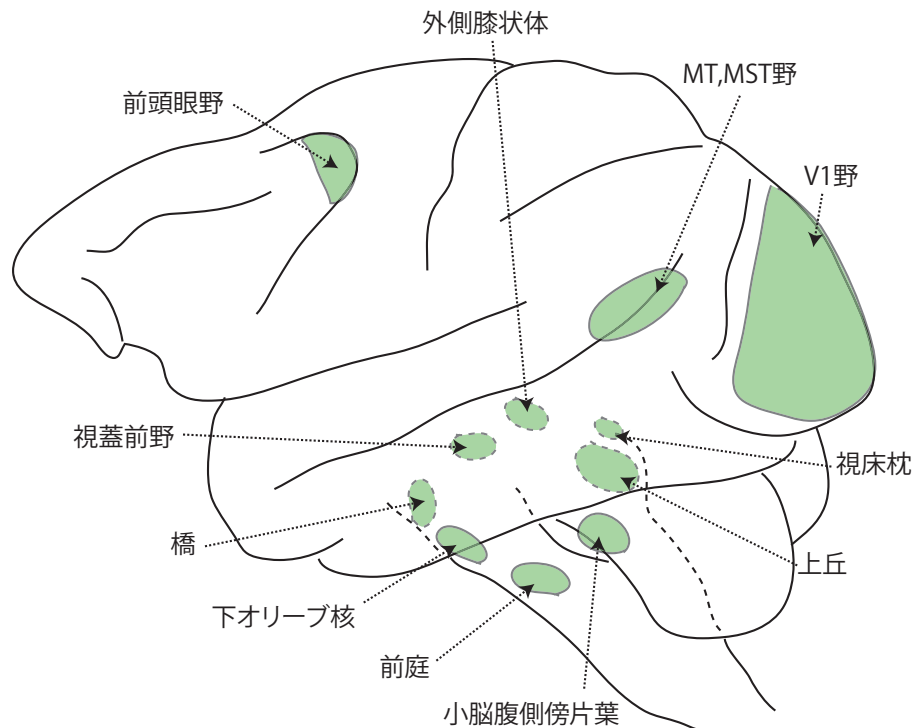 外側膝状体
MT,MST野
前頭眼野
V1野
視蓋前野
視床枕
橋
上丘
下オリーブ核
前庭
小脳腹側傍片葉